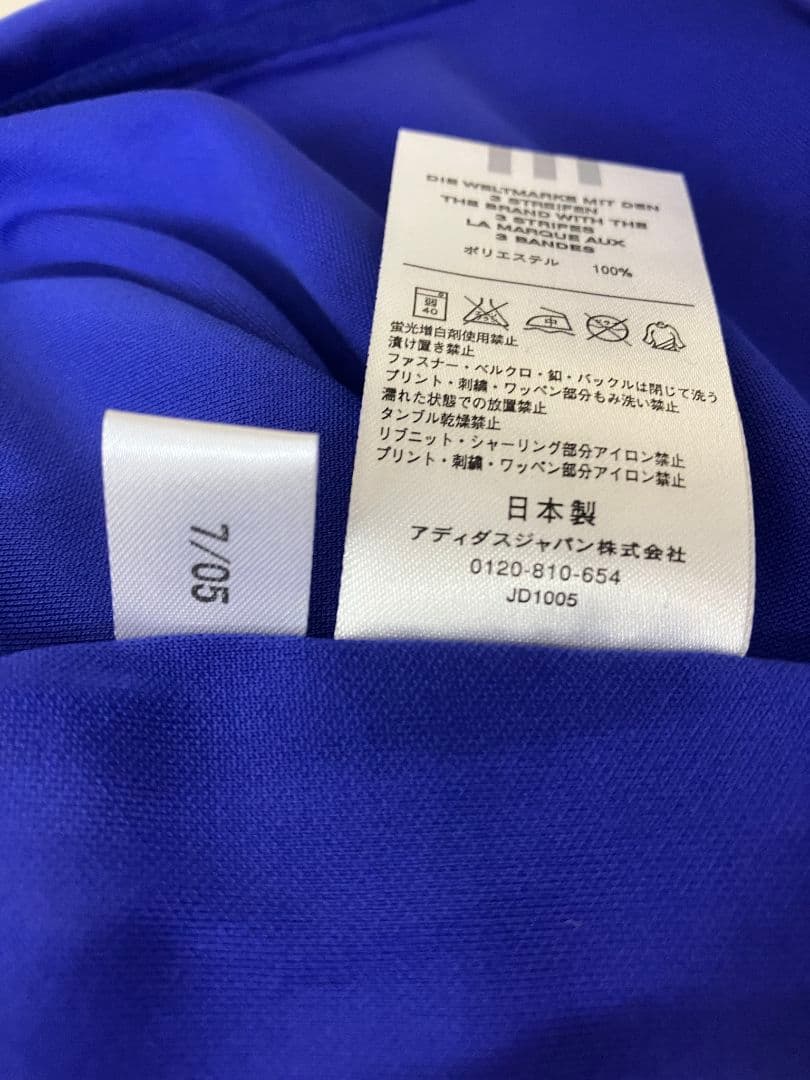 DIE WELTMARKE MIT DEN
3 STREIFEN
THE BRAND WITH THE
3 STRIPES
LA MARQUE AUX
3 BANDES
ポリエステル 100%
弱
40
中
蛍光増白剤使用禁止
漬け置き禁止
ファスナー・ベルクロ・釦・バックルは閉じて洗う
プリント・刺繍・ワッペン部分もみ洗い禁止
濡れた状態での放置禁止
タンブル乾燥禁止
リブニット・シャーリング部分アイロン禁止
プリント・刺繍・ワッペン部分アイロン禁止
日本製
アディダスジャパン株式会社
0120-810-654
JD1005
7/05